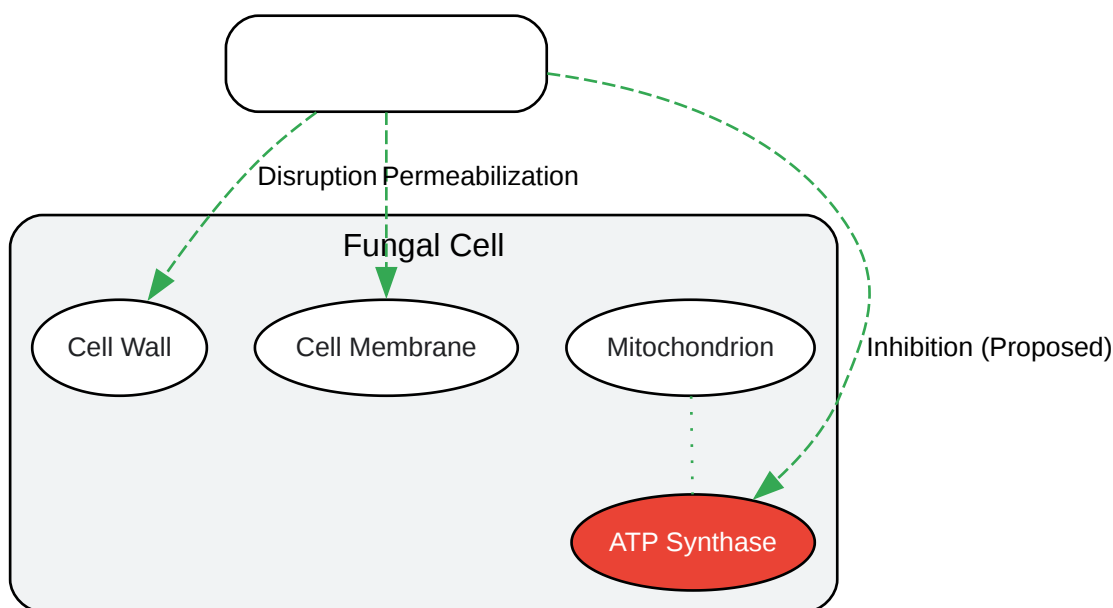 Disruption
Permeabilization
Fungal Cell
Cell Wall
Cell Membrane
Mitochondrion
Inhibition (Proposed)
ATP Synthase